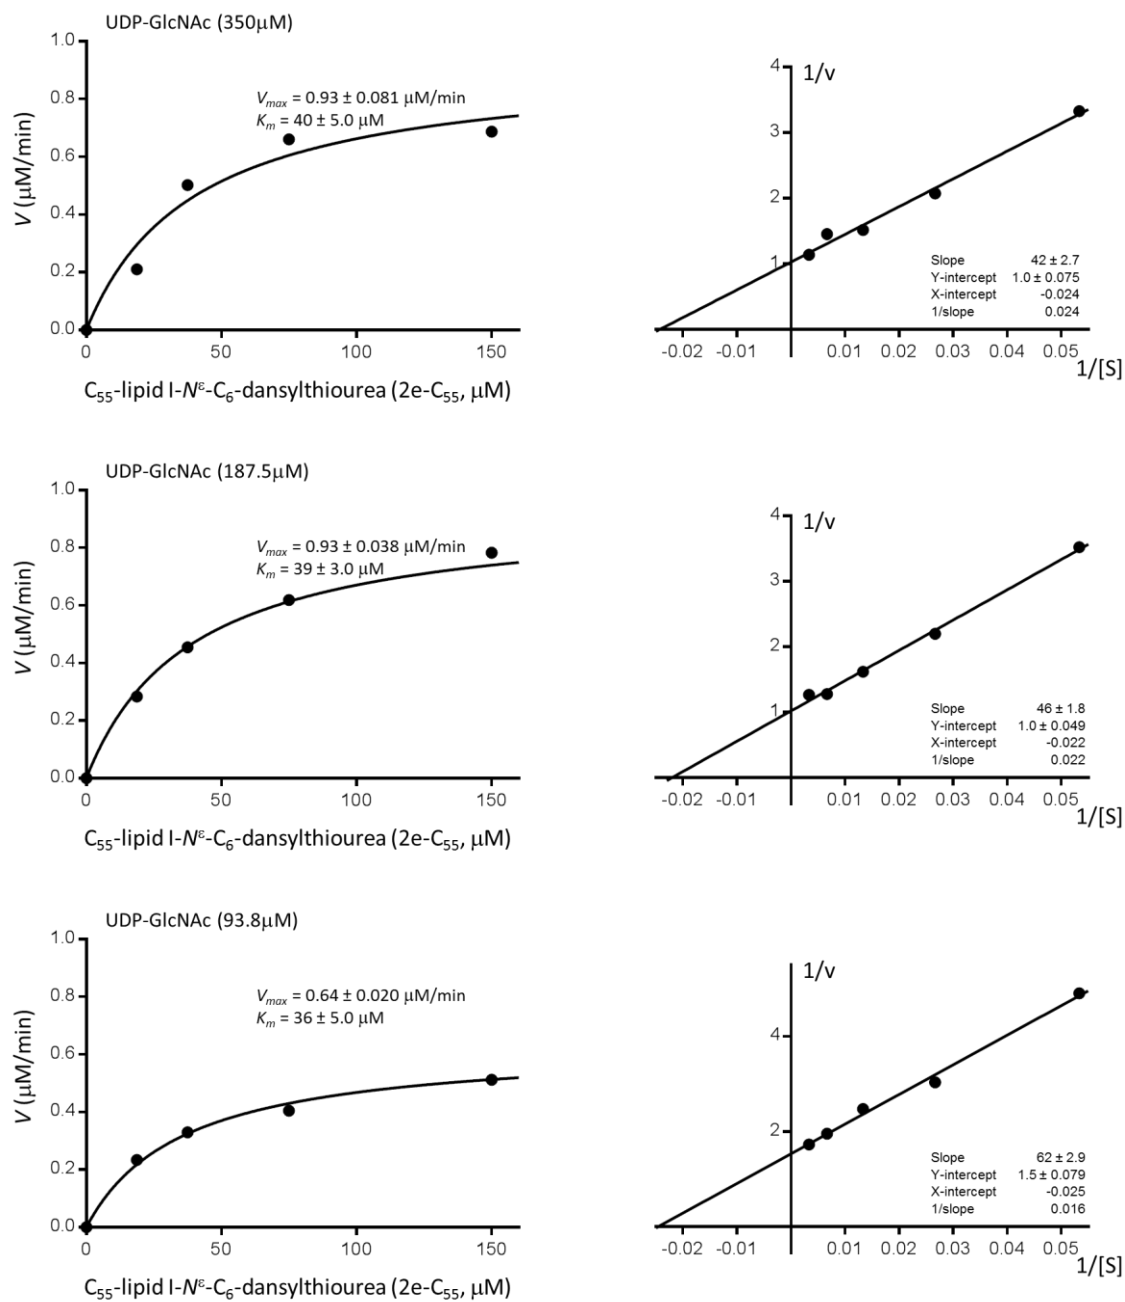 UDP-GlcNAc (350μM)
1.0
0.8
0.6
0.4
0.2
0.0
V (μM/min)
Vmax = 0.93 ± 0.081 μM/min
Km = 40 ± 5.0 μM
0 50 100 150
C55-lipid I-Nε-C6-dansylthiourea (2e-C55, μM)
1/v
4
3
2
1
Slope 42 ± 2.7
Y-intercept 1.0 ± 0.075
X-intercept -0.024
1/slope 0.024
-0.02 -0.01 0.01 0.02 0.03 0.04 0.05
1/[S]
UDP-GlcNAc (187.5μM)
1.0
0.8
0.6
0.4
0.2
0.0
V (μM/min)
Vmax = 0.93 ± 0.038 μM/min
Km = 39 ± 3.0 μM
0 50 100 150
C55-lipid I-Nε-C6-dansylthiourea (2e-C55, μM)
1/v
4
3
2
1
Slope 46 ± 1.8
Y-intercept 1.0 ± 0.049
X-intercept -0.022
1/slope 0.022
-0.02 -0.01 0.01 0.02 0.03 0.04 0.05
1/[S]
UDP-GlcNAc (93.8μM)
1.0
0.8
0.6
0.4
0.2
0.0
V (μM/min)
Vmax = 0.64 ± 0.020 μM/min
Km = 36 ± 5.0 μM
0 50 100 150
C55-lipid I-Nε-C6-dansylthiourea (2e-C55, μM)
1/v
4
2
Slope 62 ± 2.9
Y-intercept 1.5 ± 0.079
X-intercept -0.025
1/slope 0.016
-0.02 -0.01 0.01 0.02 0.03 0.04 0.05
1/[S]